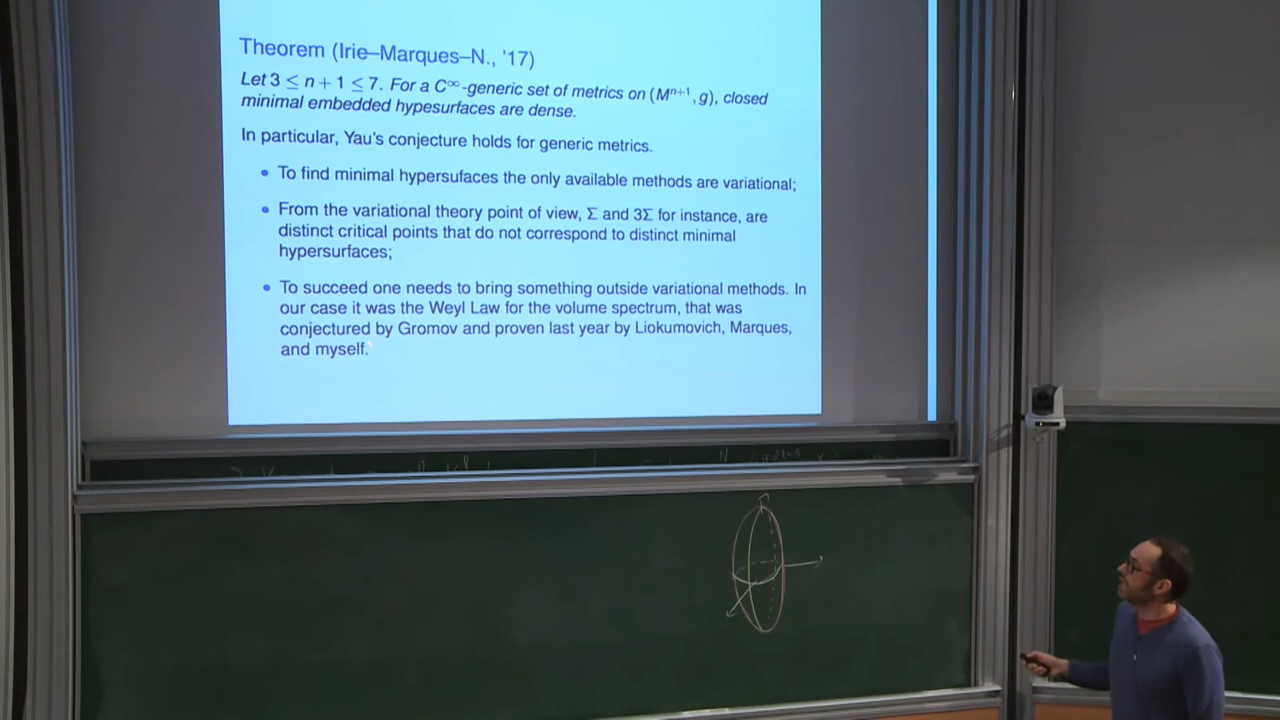 Theorem (Irie–Marques–N., '17)
Let 3 ≤ n + 1 ≤ 7. For a C∞-generic set of metrics on (Mⁿ⁺¹, g), closed
minimal embedded hypesurfaces are dense.
In particular, Yau's conjecture holds for generic metrics.
• To find minimal hypersufaces the only available methods are variational;
• From the variational theory point of view, Σ and 3Σ for instance, are
distinct critical points that do not correspond to distinct minimal
hypersurfaces;
• To succeed one needs to bring something outside variational methods. In
our case it was the Weyl Law for the volume spectrum, that was
conjectured by Gromov and proven last year by Liokumovich, Marques,
and myself.